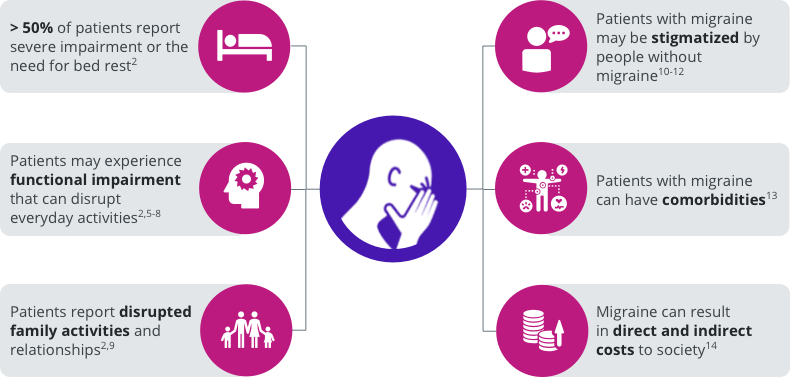 > 50% of patients report
severe impairment or the
need for bed rest2
Patients may experience
functional impairment
that can disrupt
everyday activities2,5-8
Patients report disrupted
family activities and
relationships2,9
Patients with migraine
may be stigmatized by
people without
migraine10-12
Patients with migraine
can have comorbidities13
Migraine can result
in direct and indirect
costs to society14